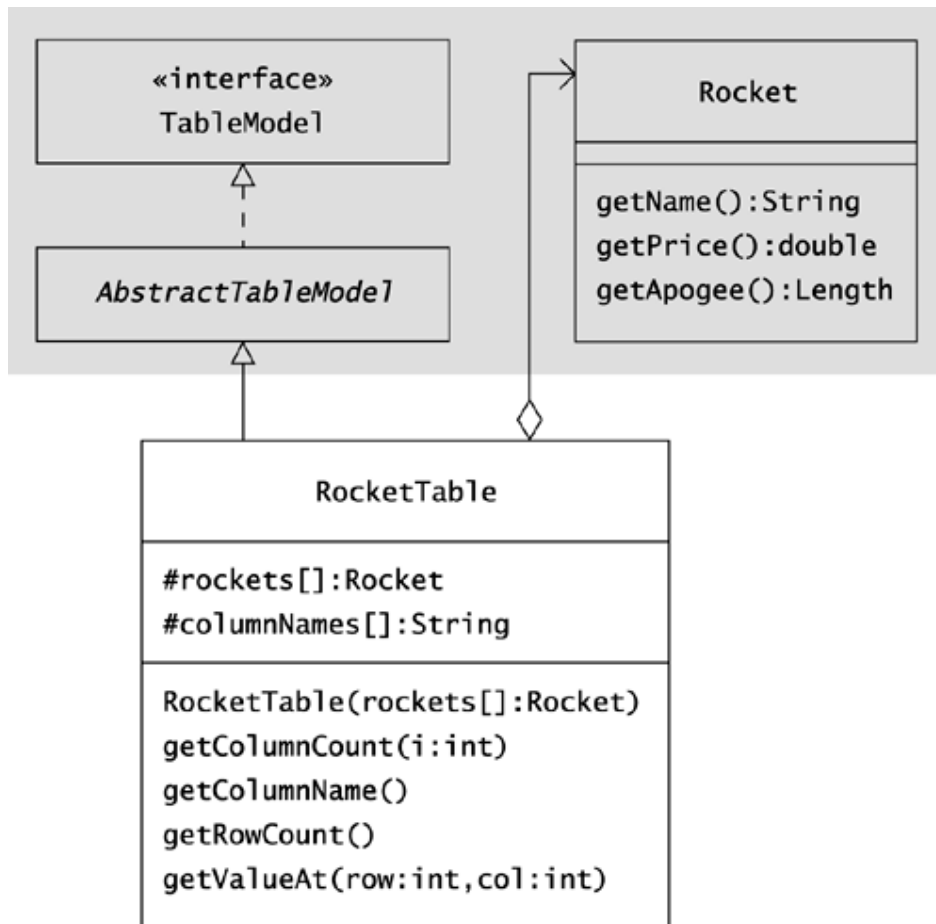 «interface»
TableModel
AbstractTableModel
Rocket
getName():String
getPrice():double
getApogee():Length
RocketTable
#rockets[]:Rocket
#columnNames[]:String
RocketTable(rockets[]:Rocket)
getColumnCount(i:int)
getColumnName()
getRowCount()
getValueAt(row:int,col:int)